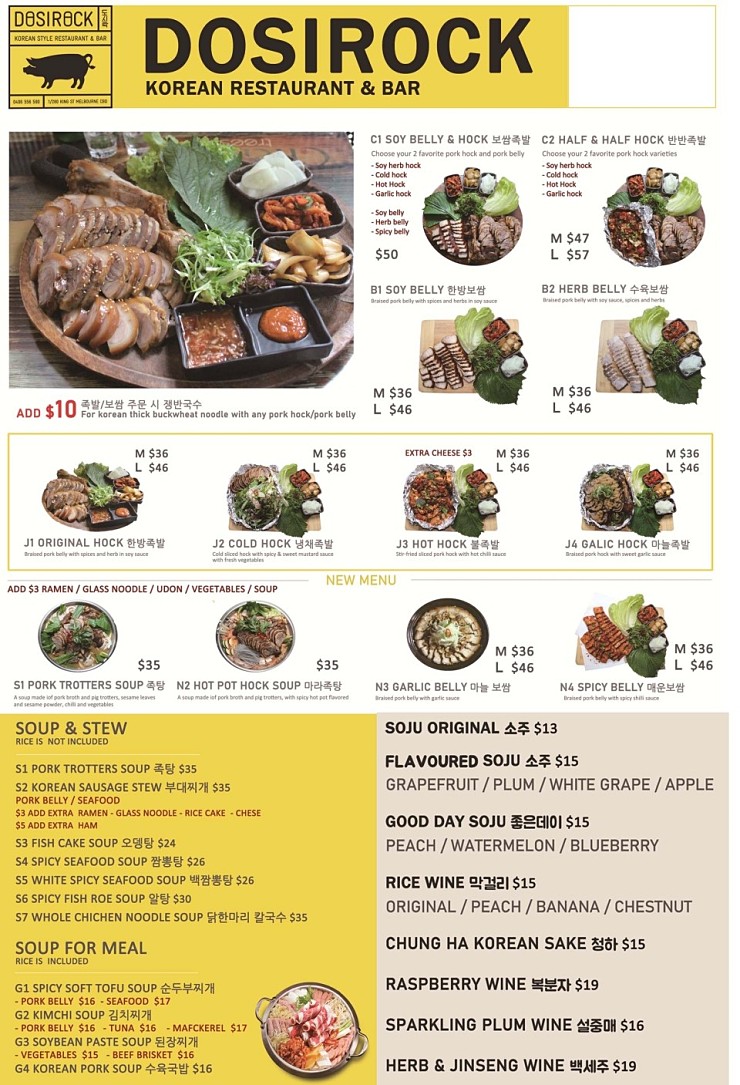 DOSIROCK
도시락
KOREAN STYLE RESTAURANT & BAR
DOSIROCK
KOREAN RESTAURANT & BAR
C1 SOY BELLY & HOCK 보쌈족발
Choose your 2 favorite pork hock and pork belly
- Soy herb hock
- Cold hock
- Hot Hock
- Garlic hock
- Soy belly
- Herb belly
- Spicy belly
$50
C2 HALF & HALF HOCK 반반족발
Choose your 2 favorite pork hock varieties
- Soy herb hock
- Cold hock
- Hot Hock
- Garlic hock
M $47
L $57
B1 SOY BELLY 한방보쌈
Braised pork belly with spices and herbs in soy sauce
M $36
L $46
B2 HERB BELLY 수육보쌈
Braised pork belly with soy sauce, spices and herbs
M $36
L $46
ADD $10 족발/보쌈 주문 시 쟁반국수
For korean thick buckwheat noodle with any pork hock/pork belly
M $36
L $46
J1 ORIGINAL HOCK 한방족발
Braised pork belly with spices and herb in soy sauce
M $36
L $46
J2 COLD HOCK 냉채족발
Cold sliced hock with spicy & sweet mustard sauce
with fresh vegetables
EXTRA CHEESE $3
M $36
L $46
J3 HOT HOCK 불족발
Stir fried sliced pork hock with hot chilli sauce
M $36
L $46
J4 GALIC HOCK 마늘족발
Braised pork hock with sweet garlic sauce
NEW MENU
ADD $3 RAMEN / GLASS NOODLE / UDON / VEGETABLES / SOUP
$35
S1 PORK TROTTERS SOUP 족탕
A soup made iof pork broth and pig trotters, sesame leaves
and sesame powder, chilli and vegetables
$35
N2 HOT POT HOCK SOUP 마라족탕
A soup made iof pork broth and pig trotters, with spicy hot pot flavored
M $36
L $46
N3 GARLIC BELLY 마늘 보쌈
Braised pork belly with garlic sauce
M $36
L $46
N4 SPICY BELLY 매운보쌈
Braised pork belly with spicy chilli sauce
SOUP & STEW
RICE IS NOT INCLUDED
S1 PORK TROTTERS SOUP 족탕 $35
S2 KOREAN SAUSAGE STEW 부대찌개 $35
PORK BELLY / SEAFOOD
$3 ADD EXTRA RAMEN - GLASS NOODLE - RICE CAKE - CHESE
$5 ADD EXTRA HAM
S3 FISH CAKE SOUP 오뎅탕 $24
S4 SPICY SEAFOOD SOUP 짬뽕탕 $26
S5 WHITE SPICY SEAFOOD SOUP 백짬뽕탕 $26
S6 SPICY FISH ROE SOUP 알탕 $30
S7 WHOLE CHICHEN NOODLE SOUP 닭한마리 칼국수 $35
SOUP FOR MEAL
RICE IS INCLUDED
G1 SPICY SOFT TOFU SOUP 순두부찌개
- PORK BELLY $16 - SEAFOOD $17
G2 KIMCHI SOUP 김치찌개
- PORK BELLY $16 - TUNA $16 - MAFCKEREL $17
G3 SOYBEAN PASTE SOUP 된장찌개
- VEGETABLES $15 - BEEF BRISKET $16
G4 KOREAN PORK SOUP 수육국밥 $16
SOJU ORIGINAL 소주 $13
FLAVOURED SOJU 소주 $15
GRAPEFRUIT / PLUM / WHITE GRAPE / APPLE
GOOD DAY SOJU 좋은데이 $15
PEACH / WATERMELON / BLUEBERRY
RICE WINE 막걸리 $15
ORIGINAL / PEACH / BANANA / CHESTNUT
CHUNG HA KOREAN SAKE 청하 $15
RASPBERRY WINE 복분자 $19
SPARKLING PLUM WINE 설중매 $16
HERB & JINSENG WINE 백세주 $19